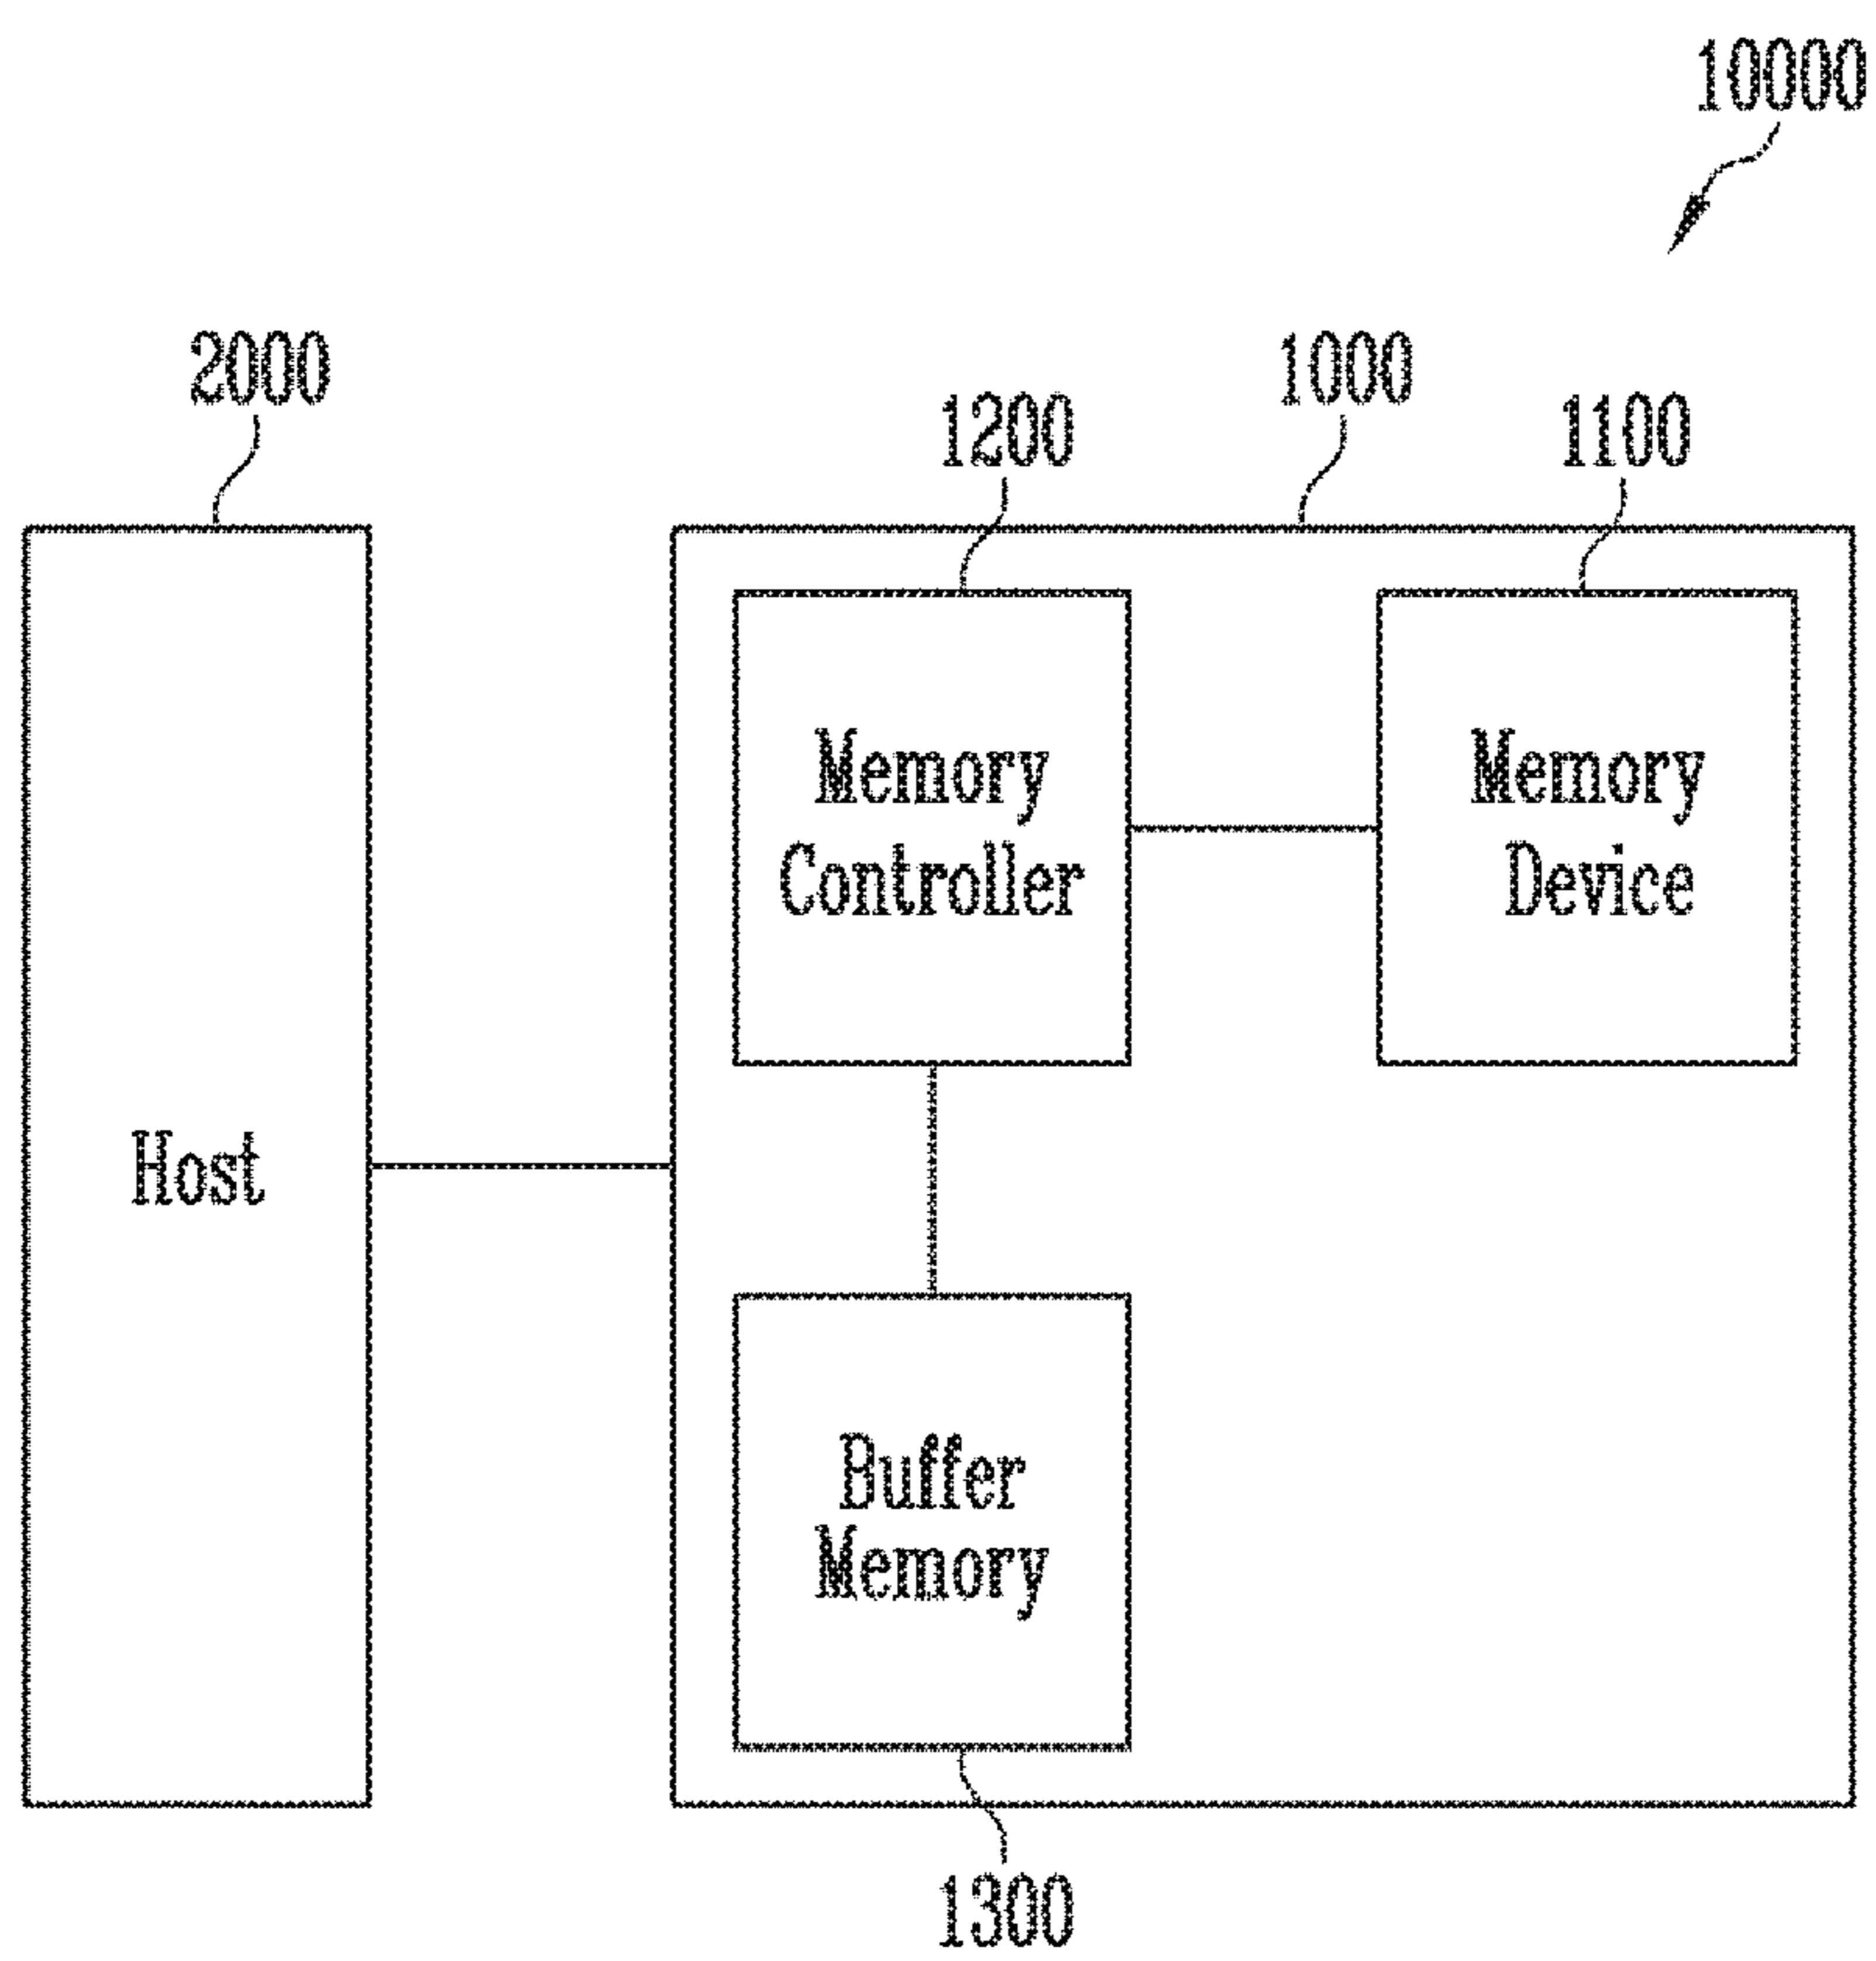 10000
2000
1000
1200
1100
Memory
Controller
Memory
Device
Host
Buffer
Memory
1300